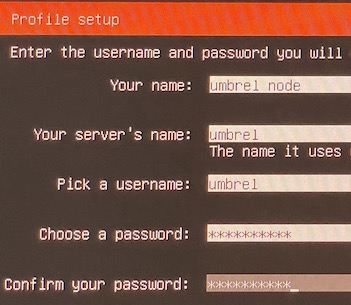 Profile setup
Enter the username and password you will
Your name: umbrel node
Your server's name: umbrel
The name it uses
Pick a username: umbrel
Choose a password: **********
Confirm your password: **********_